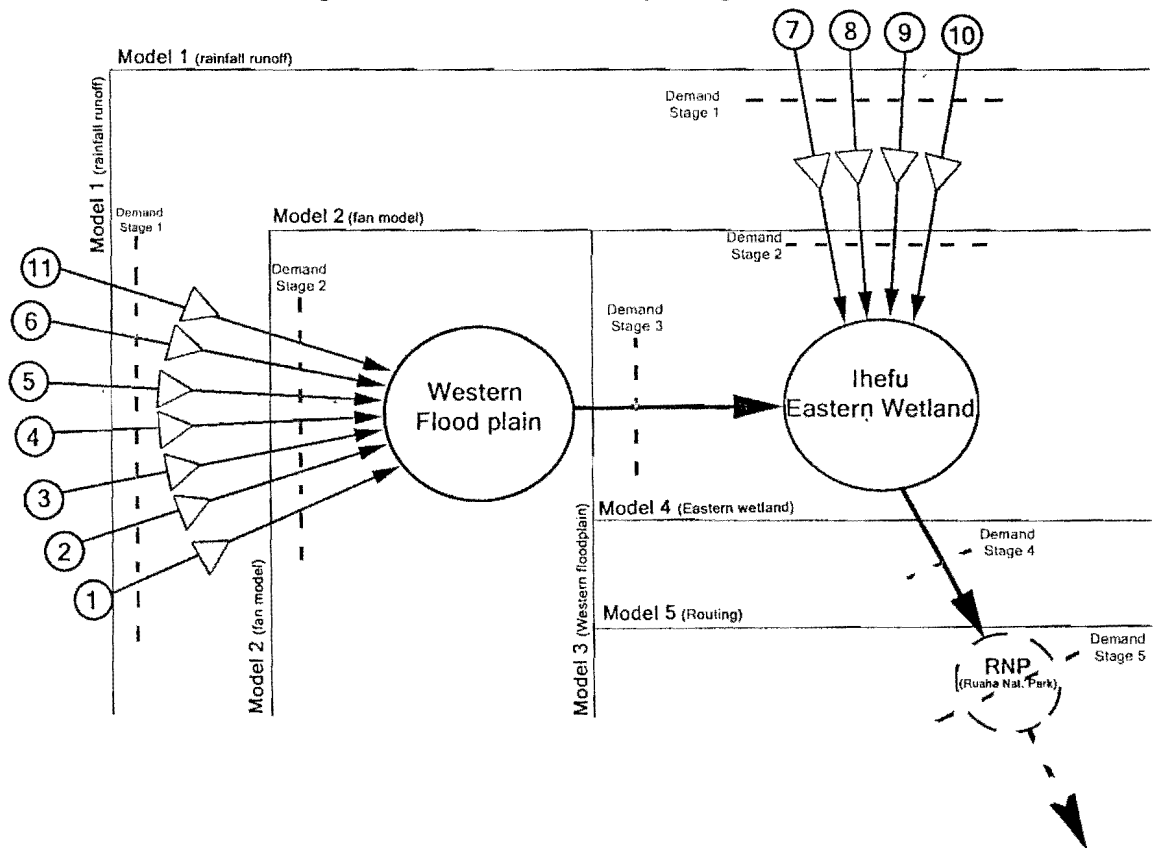 7
8
9
10
Model 1 (rainfall runoff)
Model 1 (rainfall runoff)
Demand
Stage 1
Demand
Stage 1
Model 2 (fan model)
Demand
Stage 2
Demand
Stage 2
Demand
Stage 3
11
6
5
4
3
2
1
Western
Flood plain
Ihefu
Eastern Wetland
Model 4 (Eastern wetland)
Demand
Stage 4
Model 2 (fan model)
Model 3 (Western floodplain)
Model 5 (Routing)
Demand
Stage 5
RNP
(Ruaha Nat. Park)